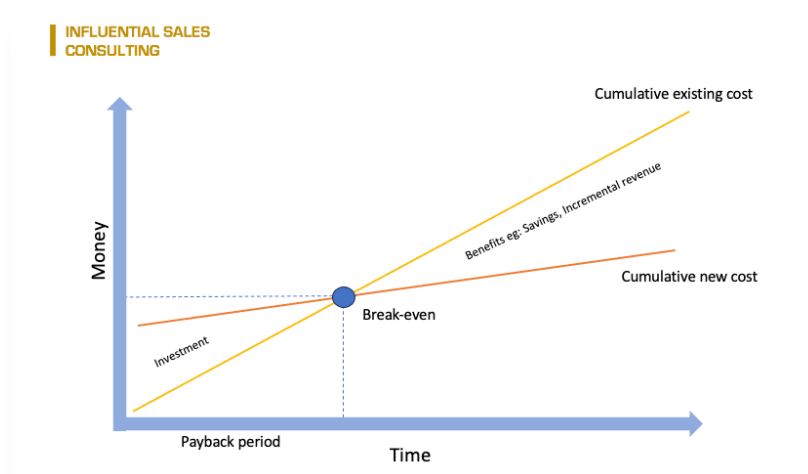 INFLUENTIAL SALES
CONSULTING
Cumulative existing cost
Benefits eg: Savings, Incremental revenue
Money
Cumulative new cost
Break-even
Investment
Payback period
Time